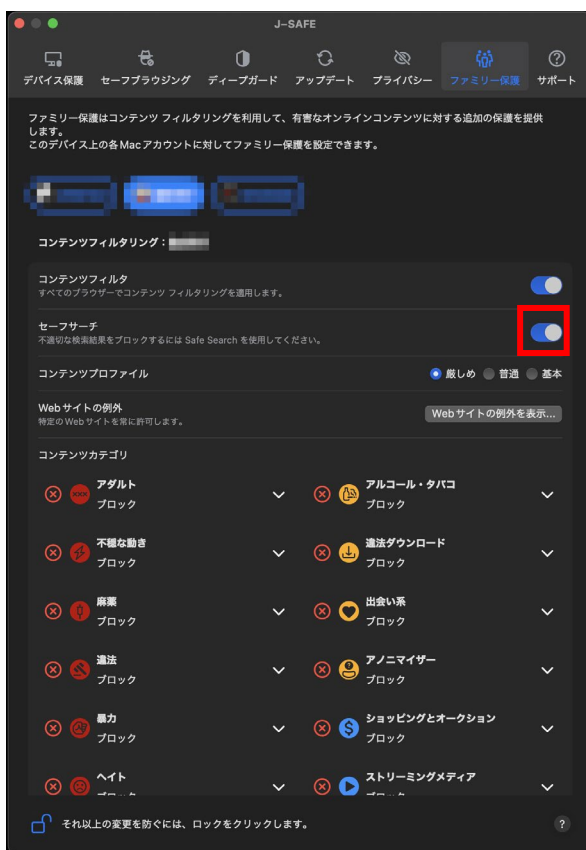 J–SAFE
デバイス保護 セーフブラウジング ディープガード アップデート プライバシー ファミリー保護 サポート
ファミリー保護はコンテンツ フィルタリングを利用して、有害なオンラインコンテンツに対する追加の保護を提供
します。
このデバイス上の各Macアカウントに対してファミリー保護を設定できます。
コンテンツフィルタリング：
コンテンツフィルタ
すべてのブラウザーでコンテンツ フィルタリングを適用します。
セーフサーチ
不適切な検索結果をブロックするには Safe Search を使用してください。
コンテンツプロファイル 厳しめ 普通 基本
Webサイトの例外
特定のWebサイトを常に許可します。
Webサイトの例外を表示...
コンテンツカテゴリ
アダルト アルコール・タバコ
ブロック ブロック
不穏な動き 違法ダウンロード
ブロック ブロック
麻薬 出会い系
ブロック ブロック
違法 アノニマイザー
ブロック ブロック
暴力 ショッピングとオークション
ブロック ブロック
ヘイト ストリーミングメディア
それ以上の変更を防ぐには、ロックをクリックします。 ?